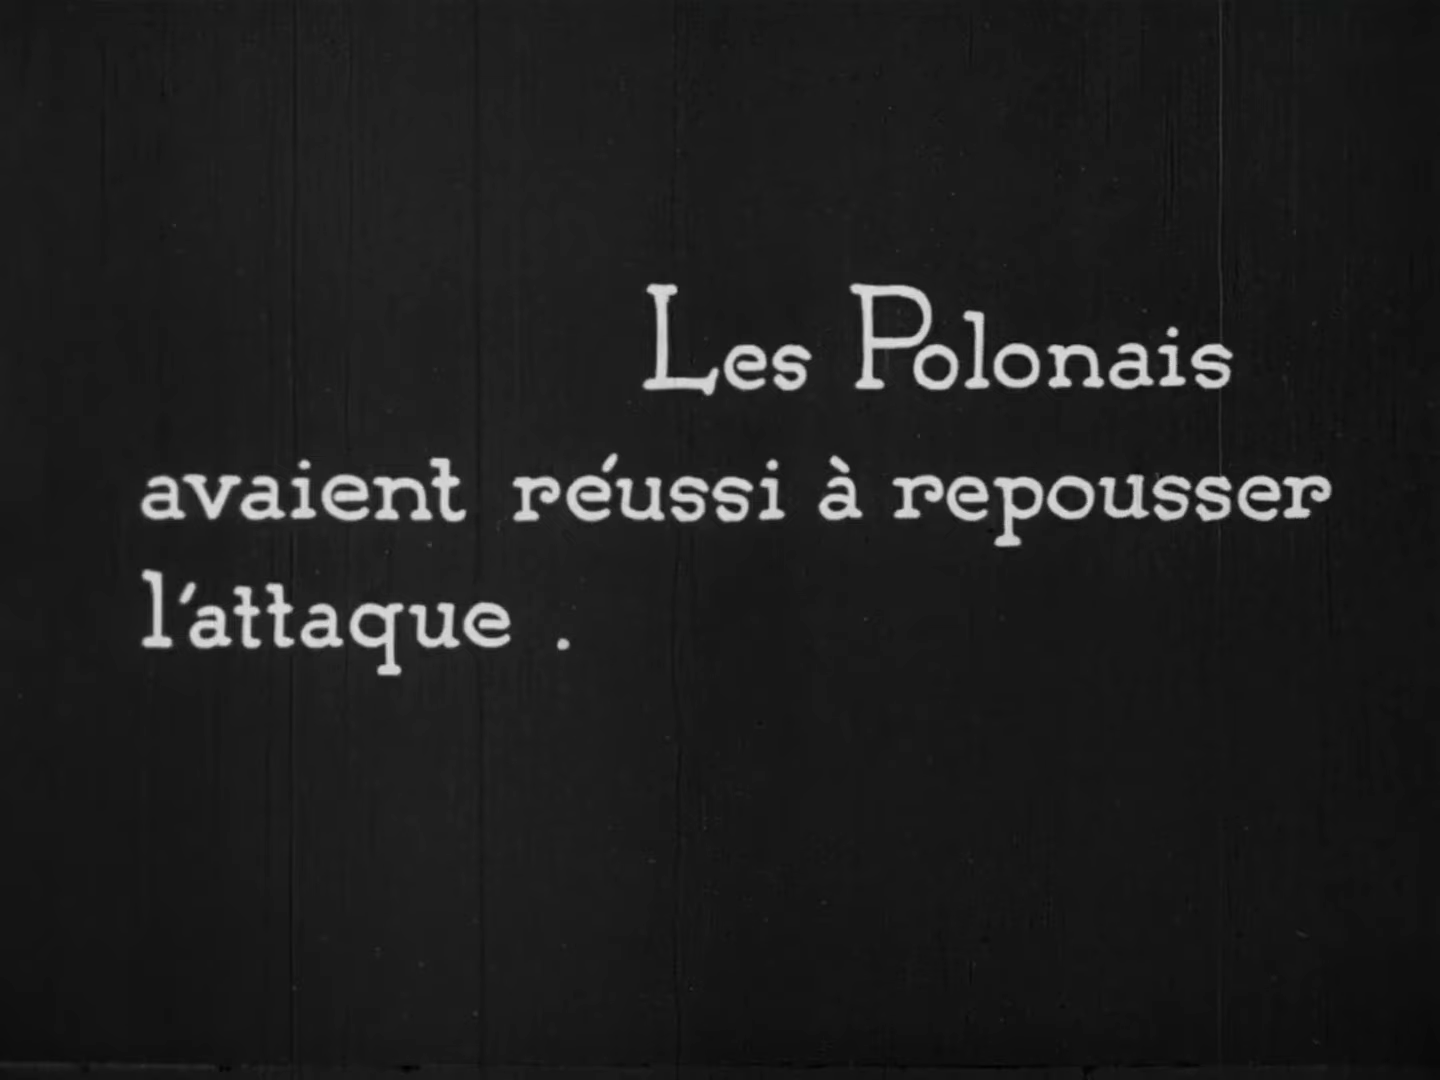 Les Polonais
avaient réussi à repousser
l'attaque .